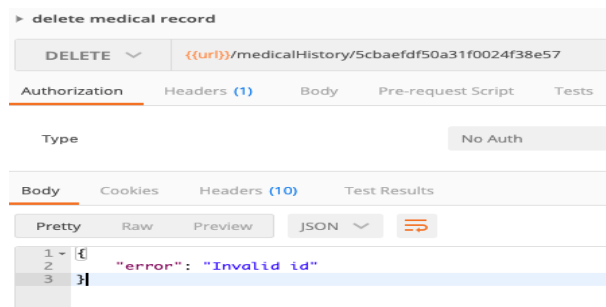 delete medical record
DELETE {{url}}/medicalHistory/5cbaefdf50a31f0024f38e57
Authorization Headers (1) Body Pre-request Script Tests
Type No Auth
Body Cookies Headers (10) Test Results
Pretty Raw Preview JSON
1 {
2 "error": "Invalid id"
3 }